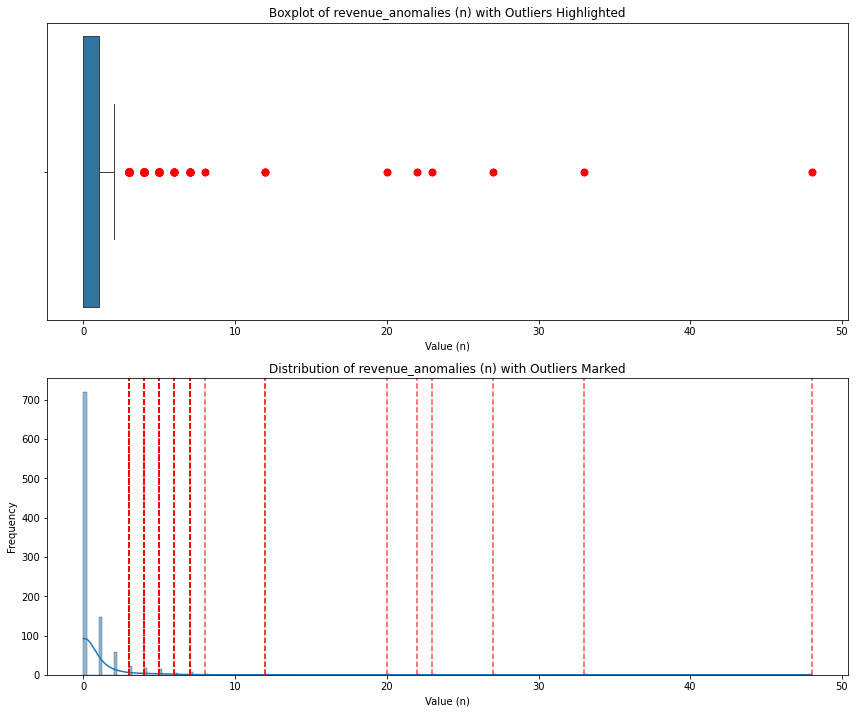 Boxplot of revenue_anomalies (n) with Outliers Highlighted
0 10 20 30 40 50
Value (n)
Distribution of revenue_anomalies (n) with Outliers Marked
700
600
500
400
300
200
100
0
Frequency
0 10 20 30 40 50
Value (n)